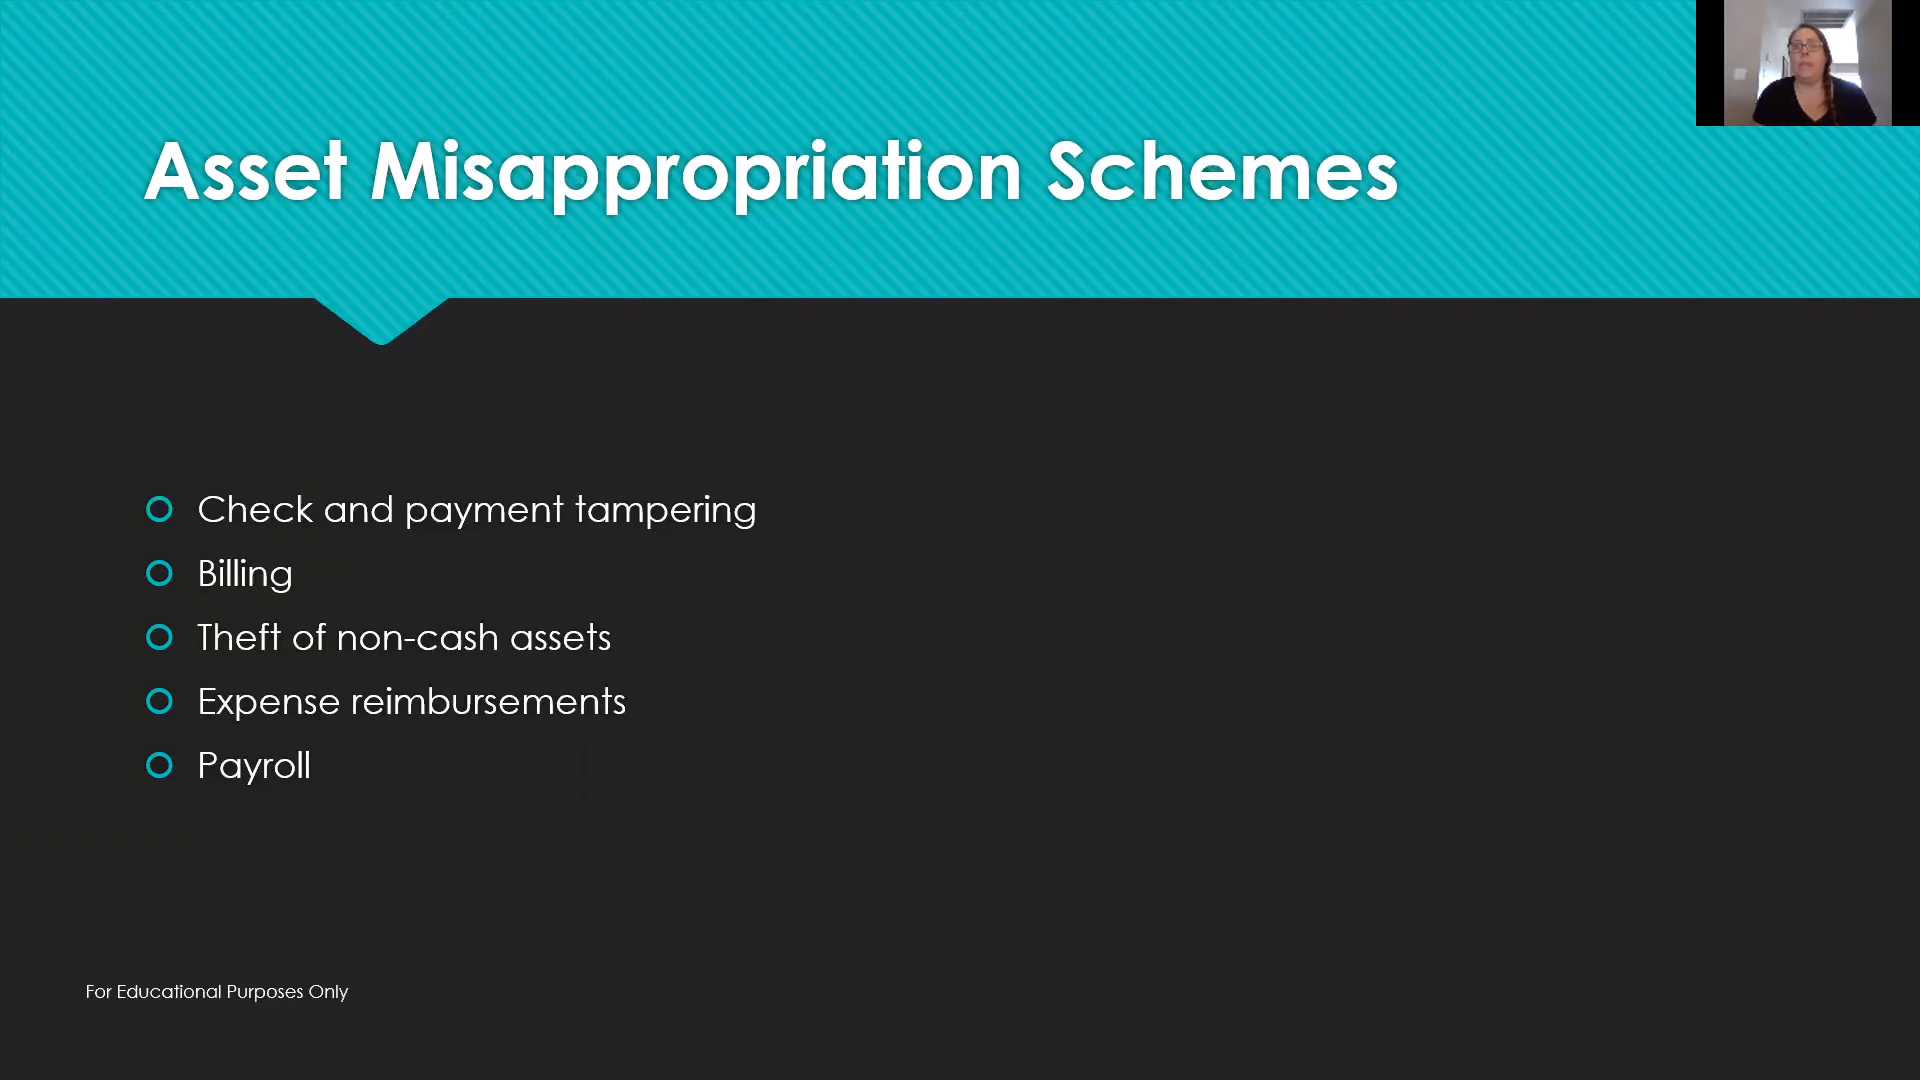 Asset Misappropriation Schemes
Check and payment tampering
Billing
Theft of non-cash assets
Expense reimbursements
Payroll
For Educational Purposes Only